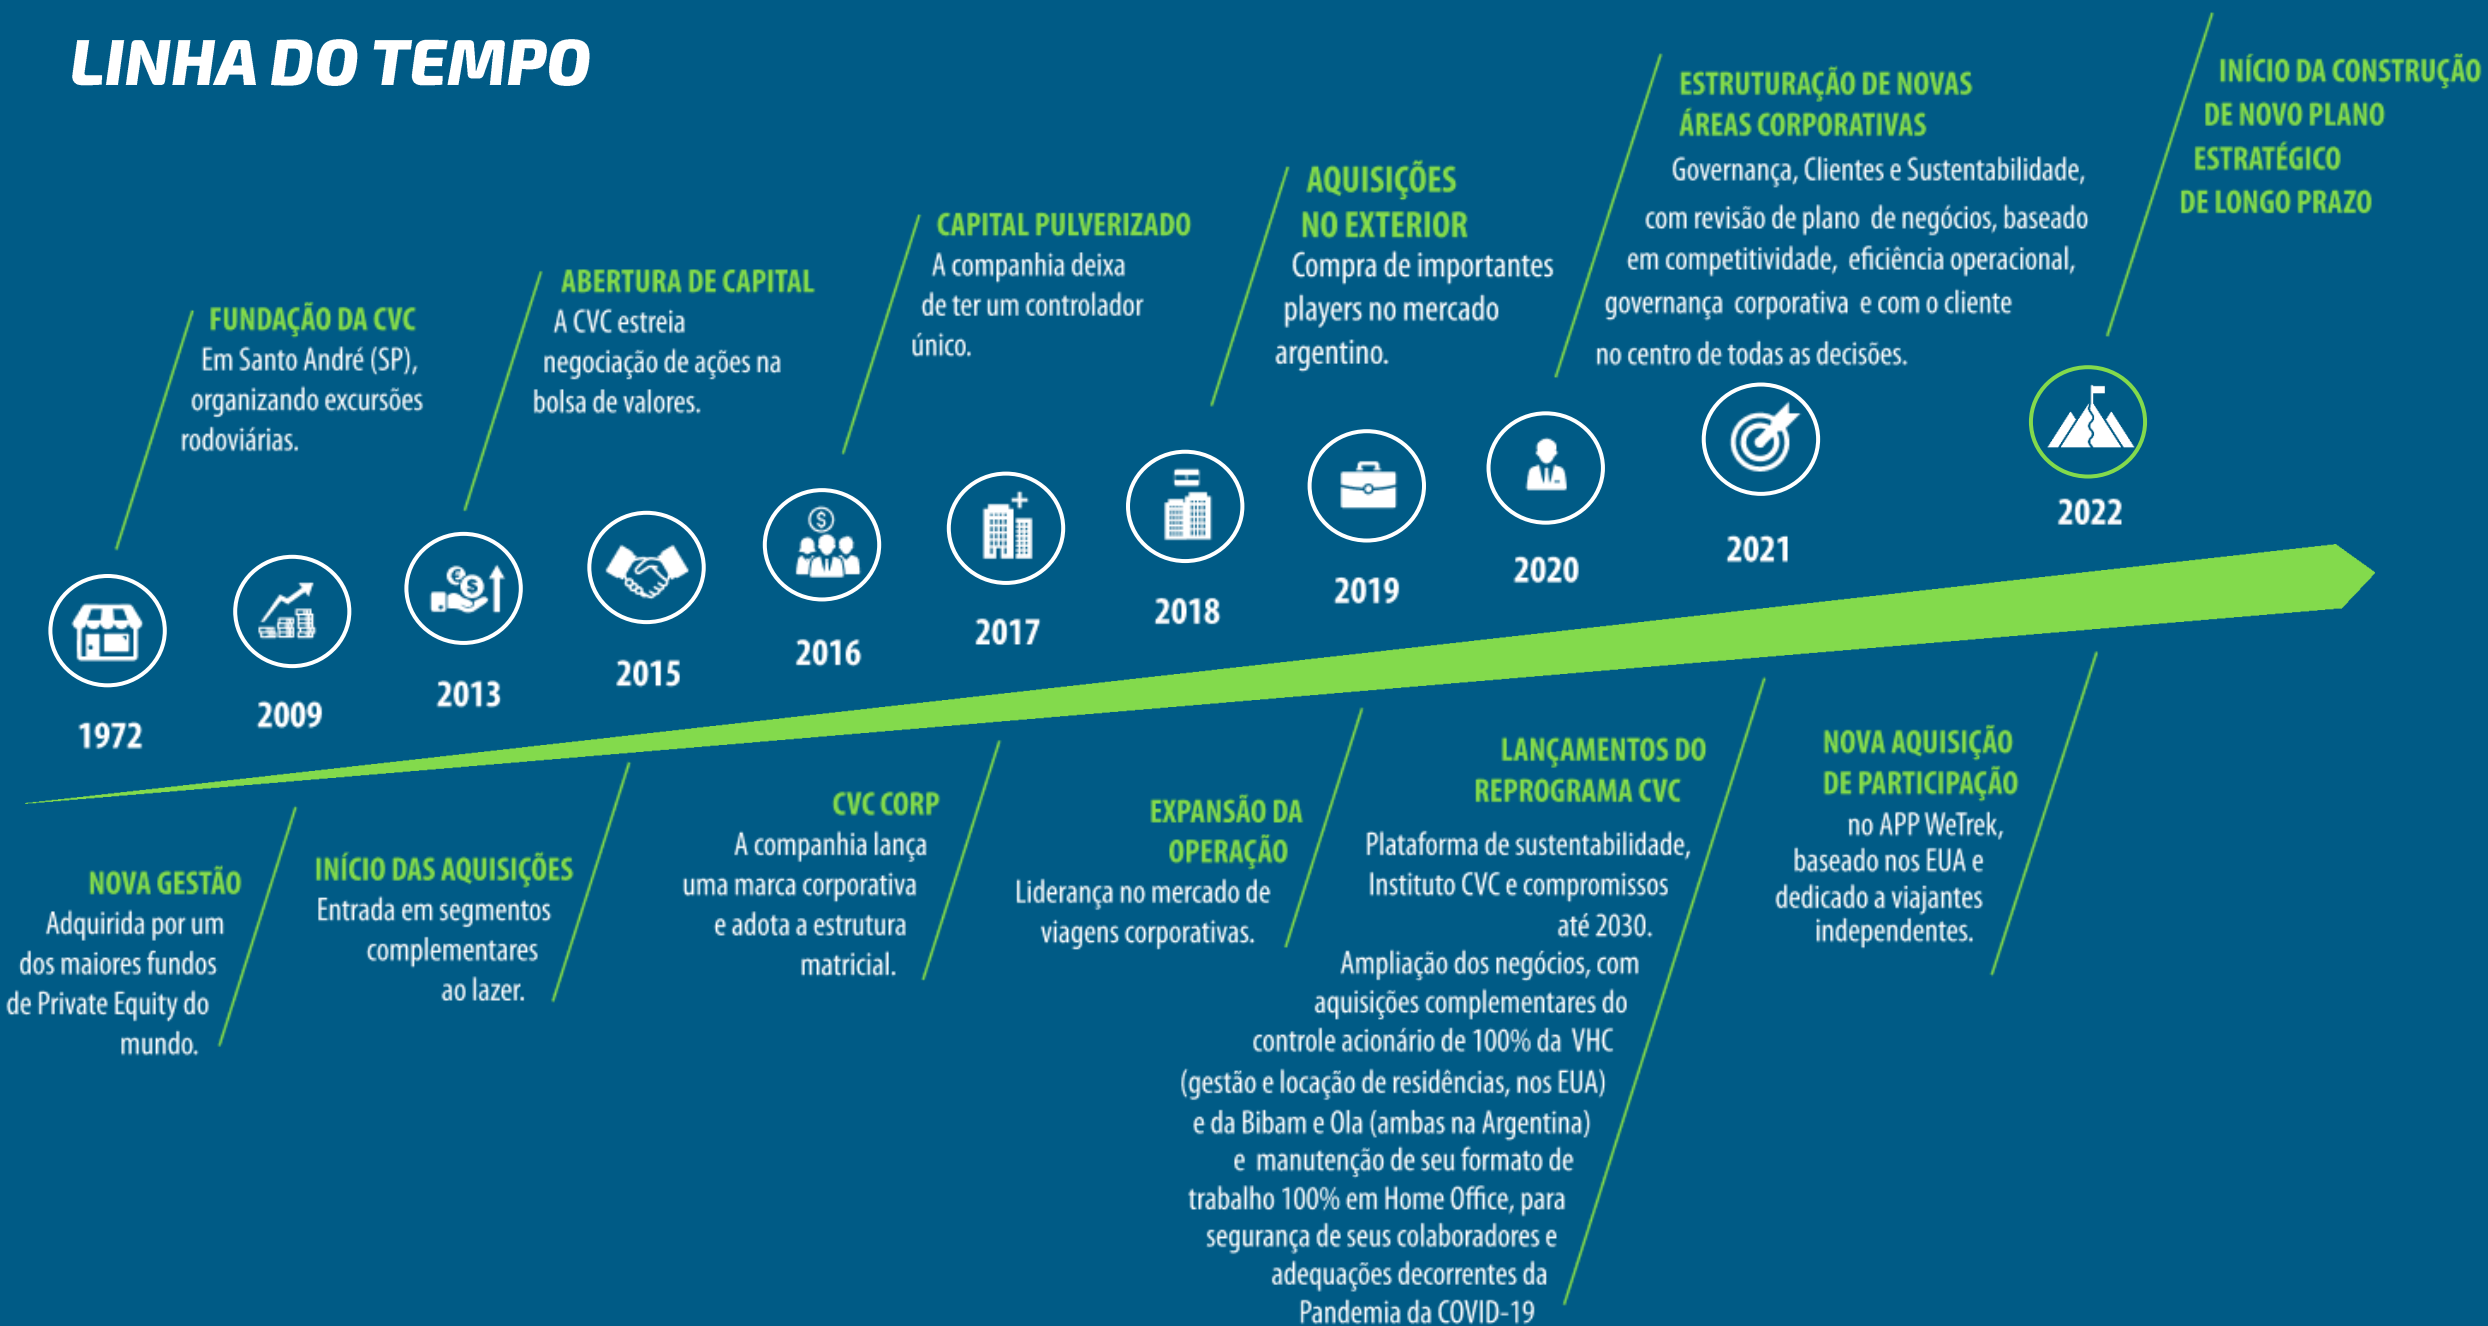 LINHA DO TEMPO
FUNDAÇÃO DA CVC
Em Santo André (SP),
organizando excursões
rodoviárias.
ABERTURA DE CAPITAL
A CVC estreia
negociação de ações na
bolsa de valores.
CAPITAL PULVERIZADO
A companhia deixa
de ter um controlador
único.
AQUISIÇÕES
NO EXTERIOR
Compra de importantes
players no mercado
argentino.
ESTRUTURAÇÃO DE NOVAS
ÁREAS CORPORATIVAS
Governança, Clientes e Sustentabilidade,
com revisão de plano de negócios, baseado
em competitividade, eficiência operacional,
governança corporativa e com o cliente
no centro de todas as decisões.
INÍCIO DA CONSTRUÇÃO
DE NOVO PLANO
ESTRATÉGICO
DE LONGO PRAZO
1972
2009
2013
2015
2016
2017
2018
2019
2020
2021
2022
NOVA GESTÃO
Adquirida por um
dos maiores fundos
de Private Equity do
mundo.
INÍCIO DAS AQUISIÇÕES
Entrada em segmentos
complementares
ao lazer.
CVC CORP
A companhia lança
uma marca corporativa
e adota a estrutura
matricial.
EXPANSÃO DA
OPERAÇÃO
Liderança no mercado de
viagens corporativas.
LANÇAMENTOS DO
REPROGRAMA CVC
Plataforma de sustentabilidade,
Instituto CVC e compromissos
até 2030.
Ampliação dos negócios, com
aquisições complementares do
controle acionário de 100% da VHC
(gestão e locação de residências, nos EUA)
e da Bibam e Ola (ambas na Argentina)
e manutenção de seu formato de
trabalho 100% em Home Office, para
segurança de seus colaboradores e
adequações decorrentes da
Pandemia da COVID-19
NOVA AQUISIÇÃO
DE PARTICIPAÇÃO
no APP WeTrek,
baseado nos EUA e
dedicado a viajantes
independentes.